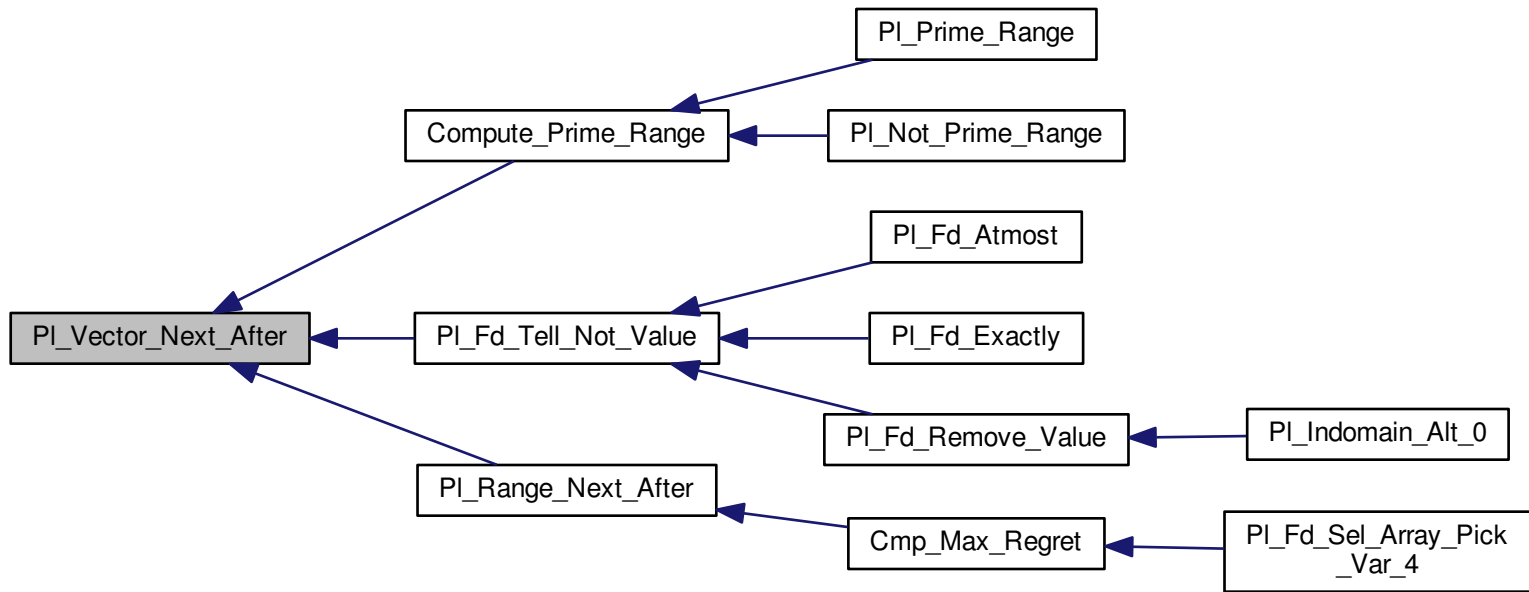 Pl_Prime_Range
Compute_Prime_Range
Pl_Not_Prime_Range
Pl_Fd_Atmost
Pl_Vector_Next_After
Pl_Fd_Tell_Not_Value
Pl_Fd_Exactly
Pl_Fd_Remove_Value
Pl_Indomain_Alt_0
Pl_Range_Next_After
Cmp_Max_Regret
Pl_Fd_Sel_Array_Pick
_Var_4